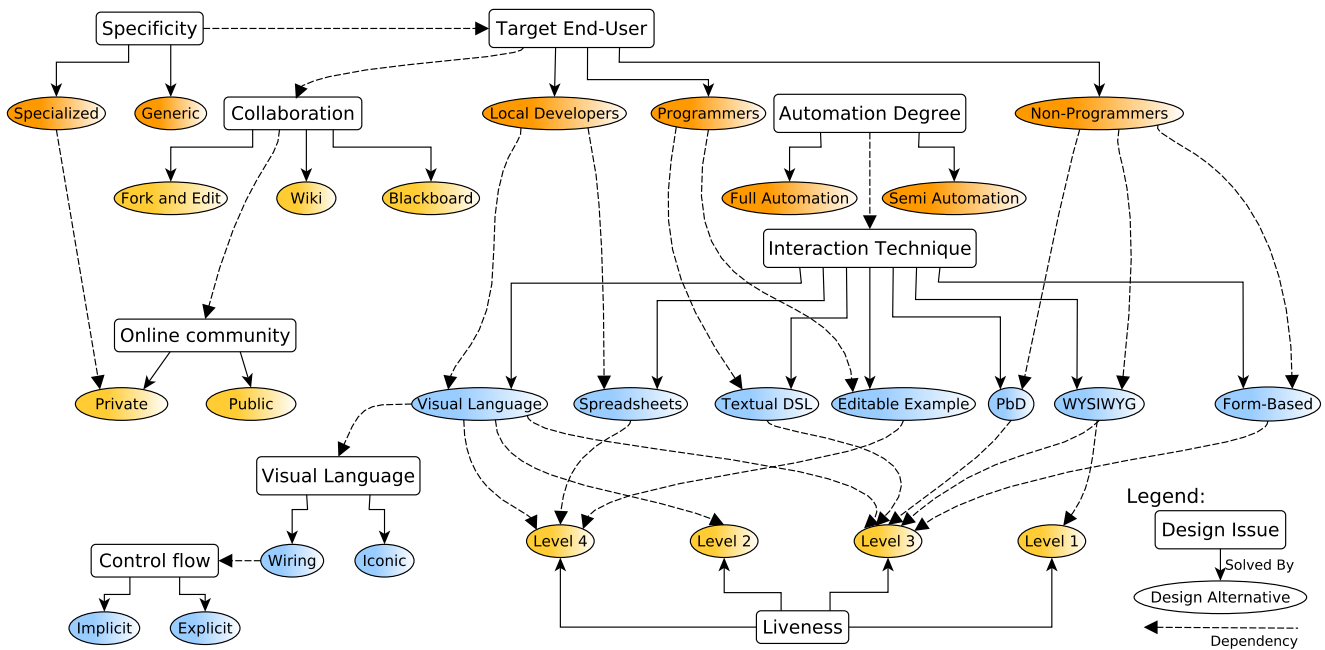 Specificity
Target End-User
Specialized
Generic
Collaboration
Local Developers
Programmers
Automation Degree
Non-Programmers
Fork and Edit
Wiki
Blackboard
Full Automation
Semi Automation
Interaction Technique
Online community
Private
Public
Visual Language
Spreadsheets
Textual DSL
Editable Example
PbD
WYSIWYG
Form-Based
Visual Language
Control flow
Wiring
Iconic
Level 4
Level 2
Level 3
Level 1
Implicit
Explicit
Liveness
Legend:
Design Issue
Solved By
Design Alternative
Dependency